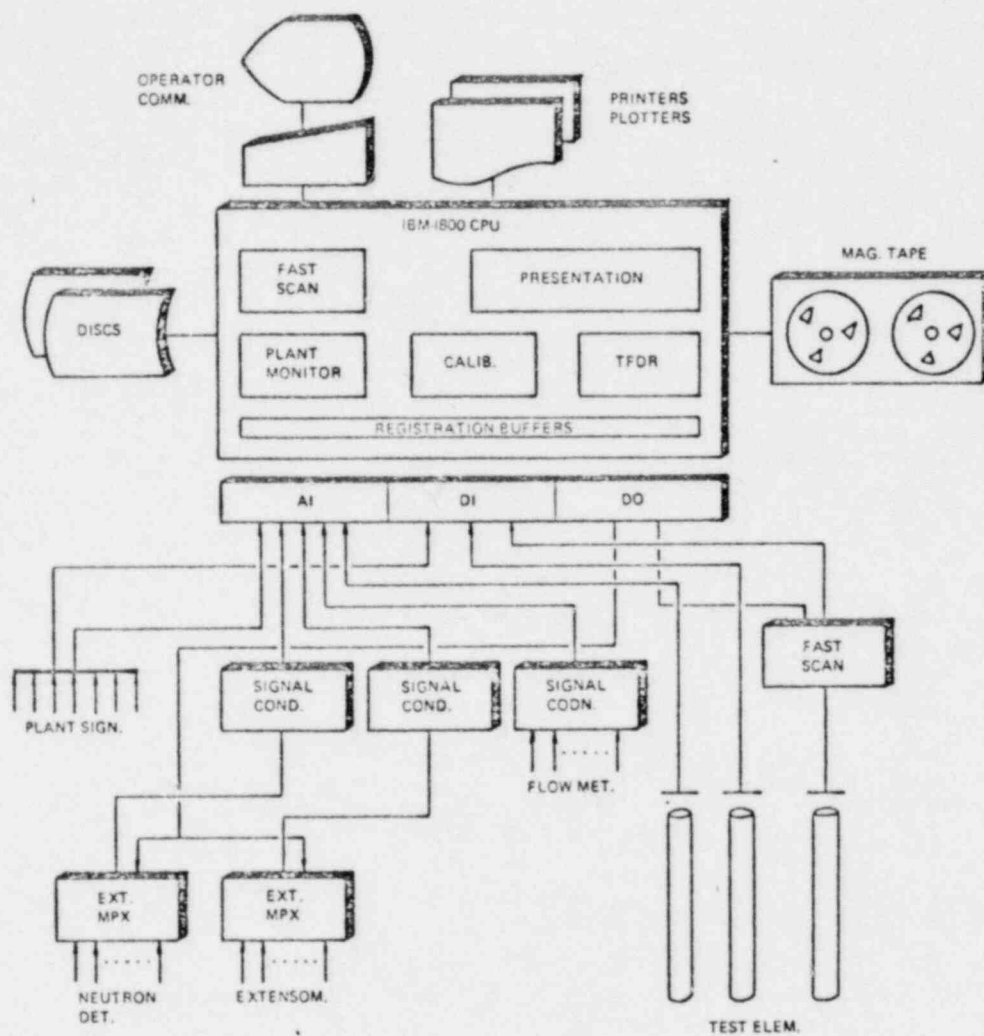 OPERATOR
COMM.
PRINTERS
PLOTTERS
IBM-1800 CPU
FAST
SCAN
PRESENTATION
MAG. TAPE
DISCS
PLANT
MONITOR
CALIB.
TFDR
REGISTRATION BUFFERS
AI
DI
DO
FAST
SCAN
SIGNAL
COND.
SIGNAL
COND.
SIGNAL
CODN.
PLANT SIGN.
FLOW MET.
EXT.
MPX
EXT.
MPX
NEUTRON
DET.
EXTENSOM.
TEST ELEM.